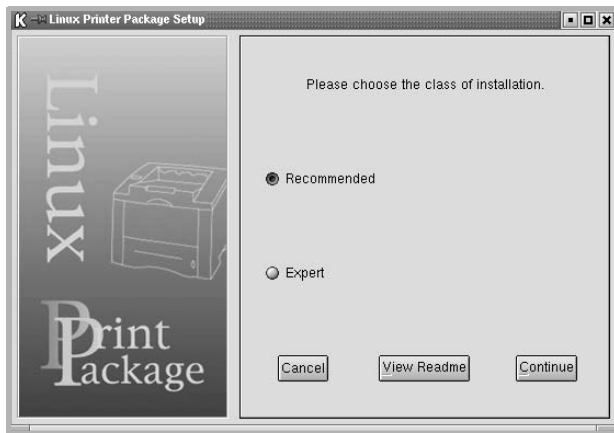 Linux Printer Package Setup
Linux
Print
Package
Please choose the class of installation.
Recommended
Expert
Cancel
View Readme
Continue